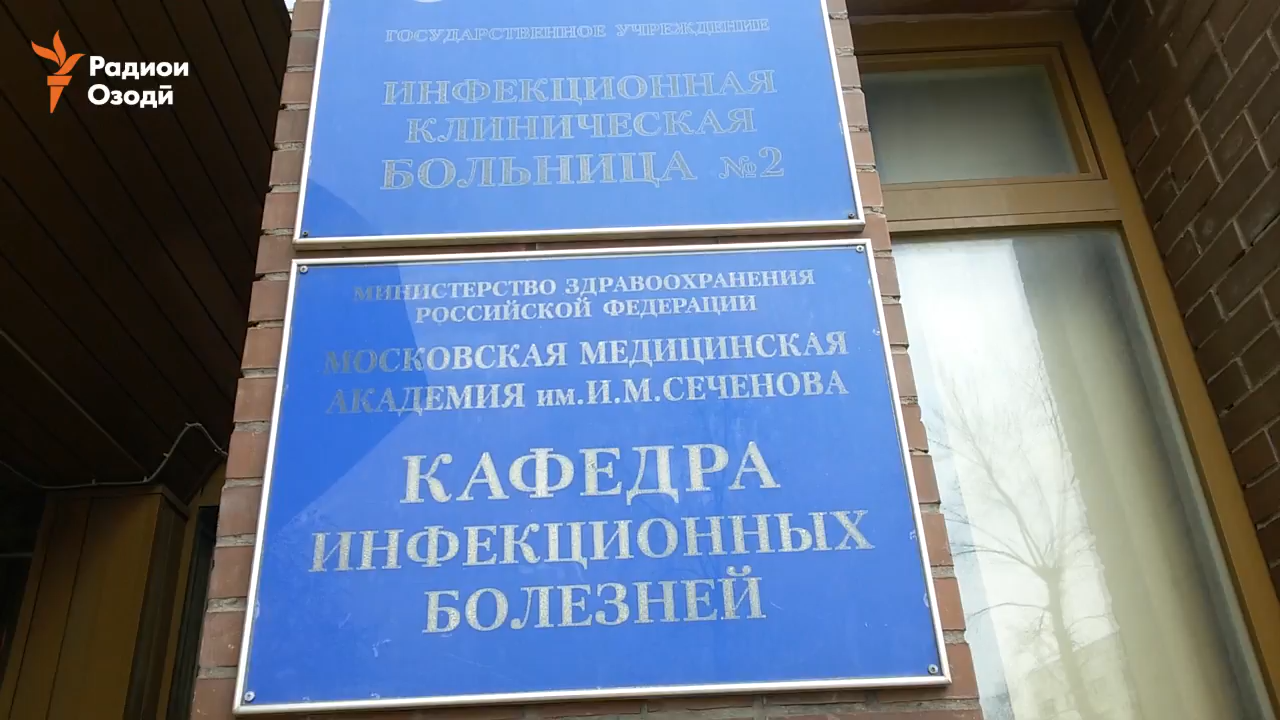 Радиои
Озодӣ
ГОСУДАРСТВЕННОЕ УЧРЕЖДЕНИЕ
ИНФЕКЦИОННАЯ
КЛИНИЧЕСКАЯ
БОЛЬНИЦА №2
МИНИСТЕРСТВО ЗДРАВООХРАНЕНИЯ
РОССИЙСКОЙ ФЕДЕРАЦИИ
МОСКОВСКАЯ МЕДИЦИНСКАЯ
АКАДЕМИЯ им.И.М.СЕЧЕНОВА
КАФЕДРА
ИНФЕКЦИОННЫХ
БОЛЕЗНЕЙ